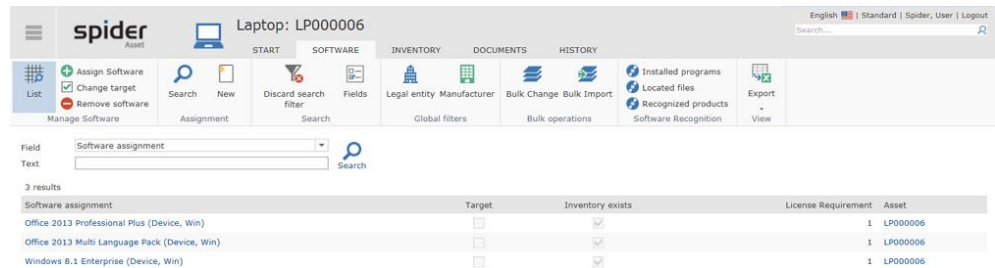 English | Standard | Spider, User | Logout
spider
Asset
Laptop: LP000006
Search...
START SOFTWARE INVENTORY DOCUMENTS HISTORY
List
Assign Software
Change target
Remove software
Manage Software
Search New
Assignment
Discard search filter Fields
Search
Legal entity Manufacturer
Global filters
Bulk Change Bulk Import
Bulk operations
Installed programs
Located files
Recognized products
Software Recognition
Export
View
Field Software assignment
Text
Search
3 results
Software assignment Target Inventory exists License Requirement Asset
Office 2013 Professional Plus (Device, Win) 1 LP000006
Office 2013 Multi Language Pack (Device, Win) 1 LP000006
Windows 8.1 Enterprise (Device, Win) 1 LP000006